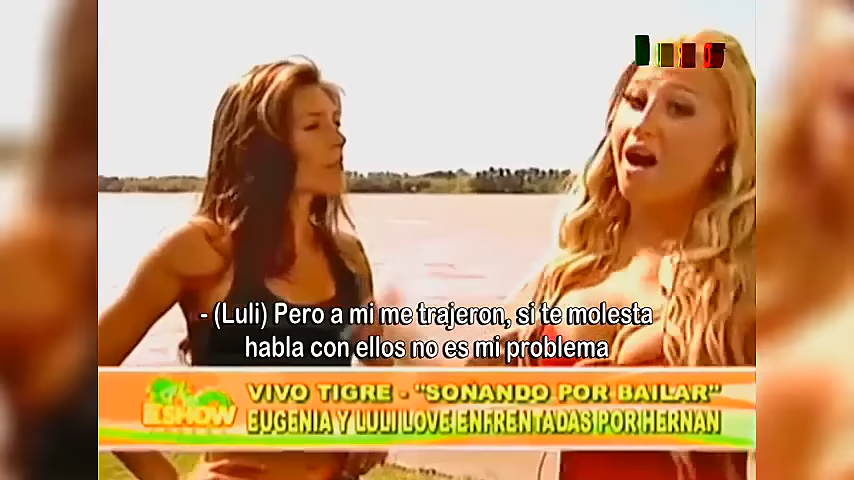 - (Luli) Pero a mi me trajeron, si te molesta
habla con ellos no es mi problema
VIVO TIGRE - "SOÑANDO POR BAILAR"
ELSHOW
EUGENIA Y LULI LOVE ENFRENTADAS POR HERNAN